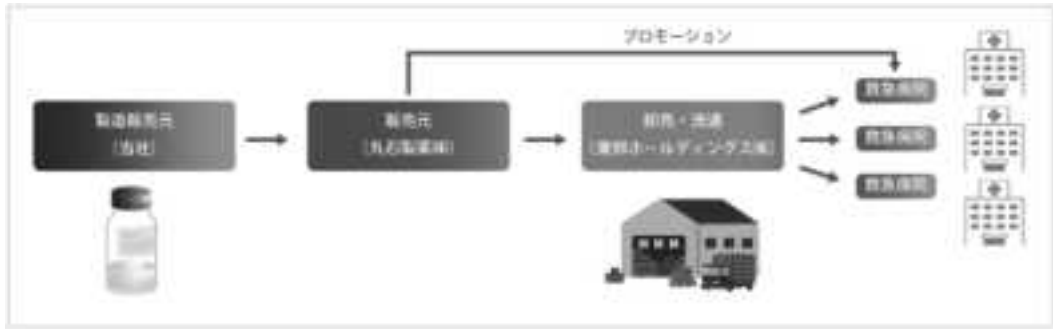 プロモーション
製造販売元
(当社)
販売元
(丸石製薬㈱)
卸売・流通
(東邦ホールディングス㈱)
救急病院
救急病院
救急病院